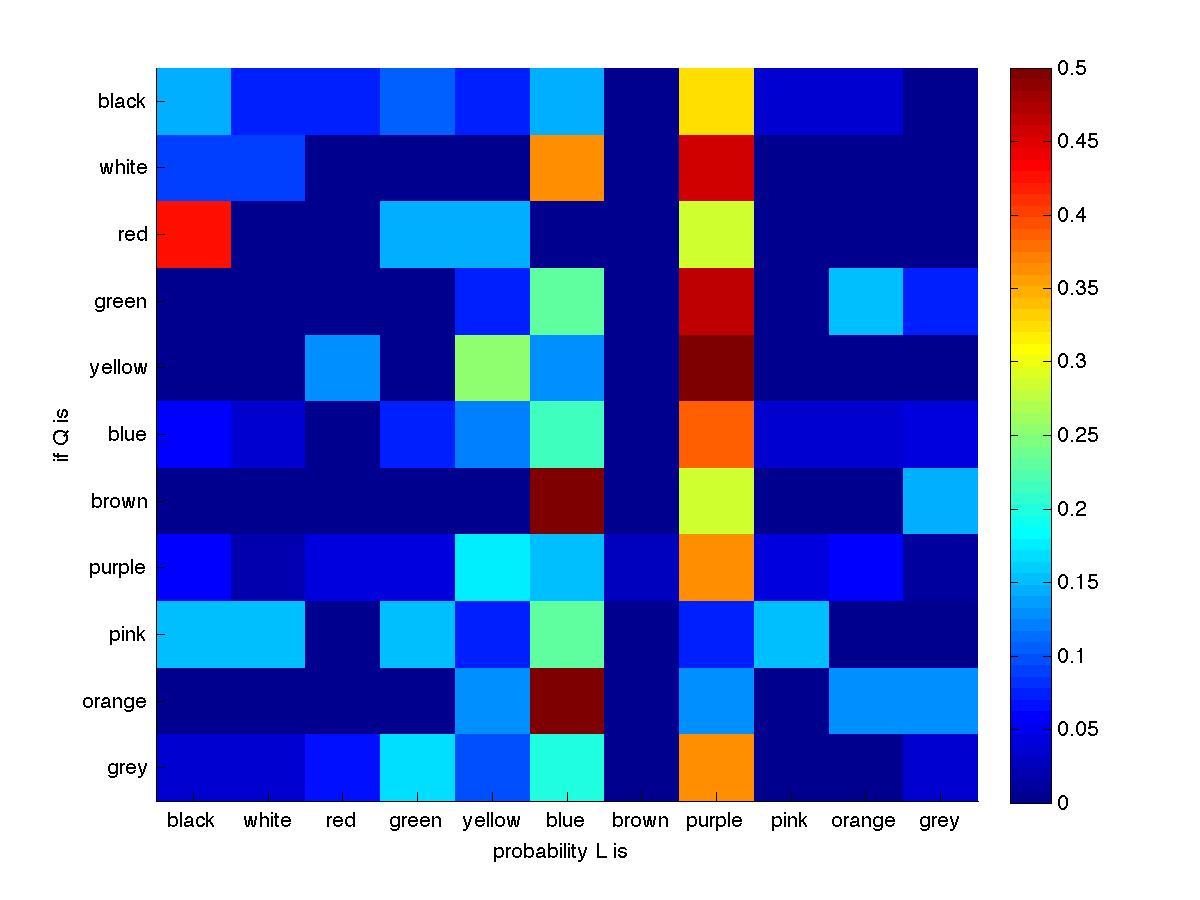 black
white
red
green
yellow
blue
brown
purple
pink
orange
grey
if Q is
black white red green yellow blue brown purple pink orange grey
probability L is
0.5
0.45
0.4
0.35
0.3
0.25
0.2
0.15
0.1
0.05
0